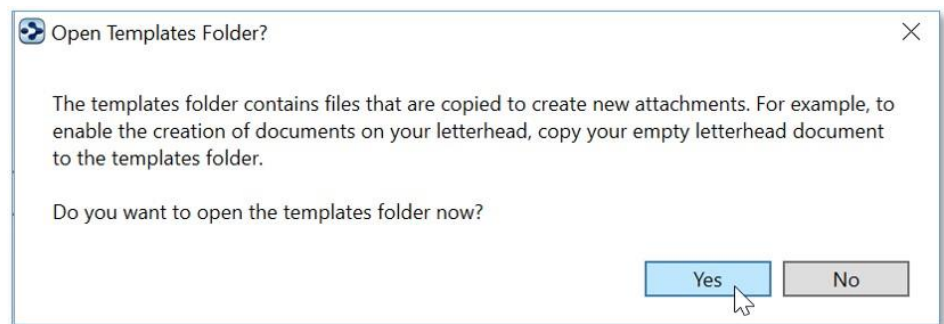 Open Templates Folder?
The templates folder contains files that are copied to create new attachments. For example, to
enable the creation of documents on your letterhead, copy your empty letterhead document
to the templates folder.
Do you want to open the templates folder now?
Yes
No